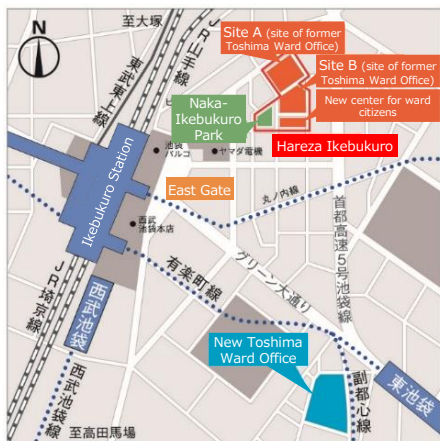 至大塚
Site A (site of former
Toshima Ward Office)
N
JR山手線
東武東上線
Site B (site of former
Toshima Ward Office)
Naka-
Ikebukuro
Park
New center for ward
citizens
池袋
パルコ
ヤマダ電機
Hareza Ikebukuro
Ikebukuro Station
East Gate
丸ノ内線
首都高速5号池袋線
西武
池袋本店
グリーン大通り
有楽町線
JR埼京線
西武池袋
New Toshima
Ward Office
東池袋
副都心線
西武池袋線
至高田馬場